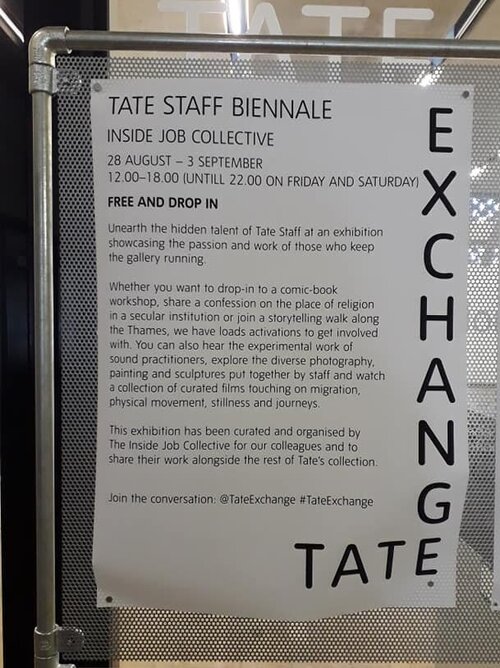 TATE
TATE STAFF BIENNALE
INSIDE JOB COLLECTIVE
28 AUGUST – 3 SEPTEMBER
12.00–18.00 (UNTILL 22.00 ON FRIDAY AND SATURDAY)
FREE AND DROP IN
Unearth the hidden talent of Tate Staff at an exhibition
showcasing the passion and work of those who keep
the gallery running.
Whether you want to drop-in to a comic-book
workshop, share a confession on the place of religion
in a secular institution or join a storytelling walk along
the Thames, we have loads activations to get involved
with. You can also hear the experimental work of
sound practitioners, explore the diverse photography,
painting and sculptures put together by staff and watch
a collection of curated films touching on migration,
physical movement, stillness and journeys.
This exhibition has been curated and organised by
The Inside Job Collective for our colleagues and to
share their work alongside the rest of Tate's collection.
Join the conversation: @TateExchange #TateExchange
EXCHANGE
TATE